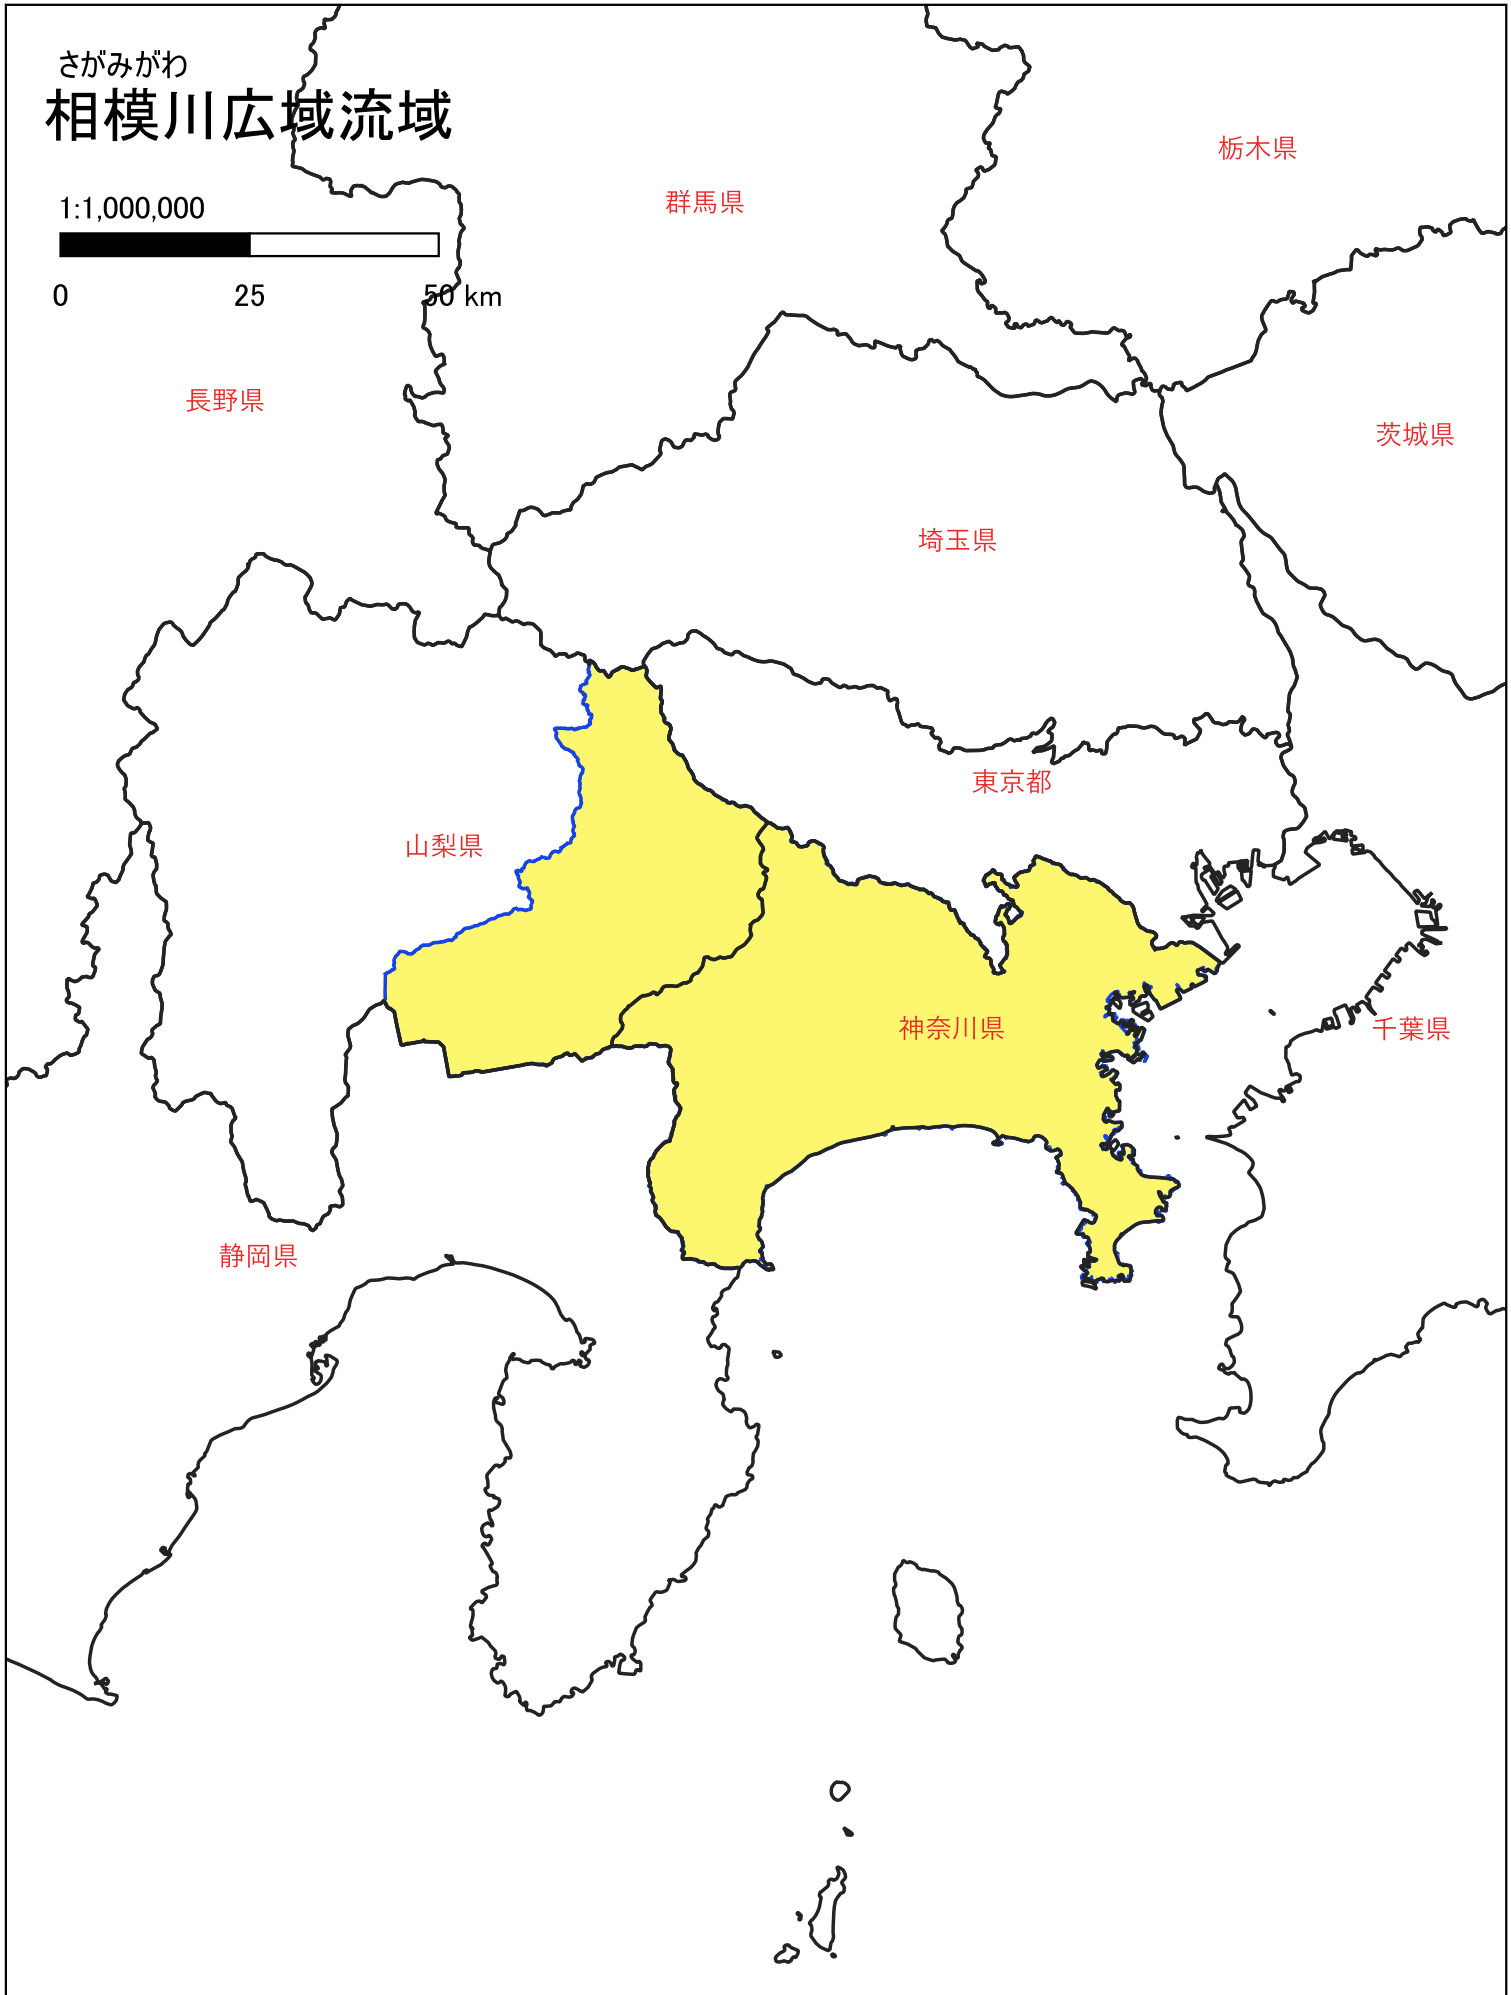 さがみがわ
相模川広域流域
1:1,000,000
0 25 50 km
栃木県
群馬県
長野県
茨城県
埼玉県
東京都
山梨県
神奈川県
千葉県
静岡県